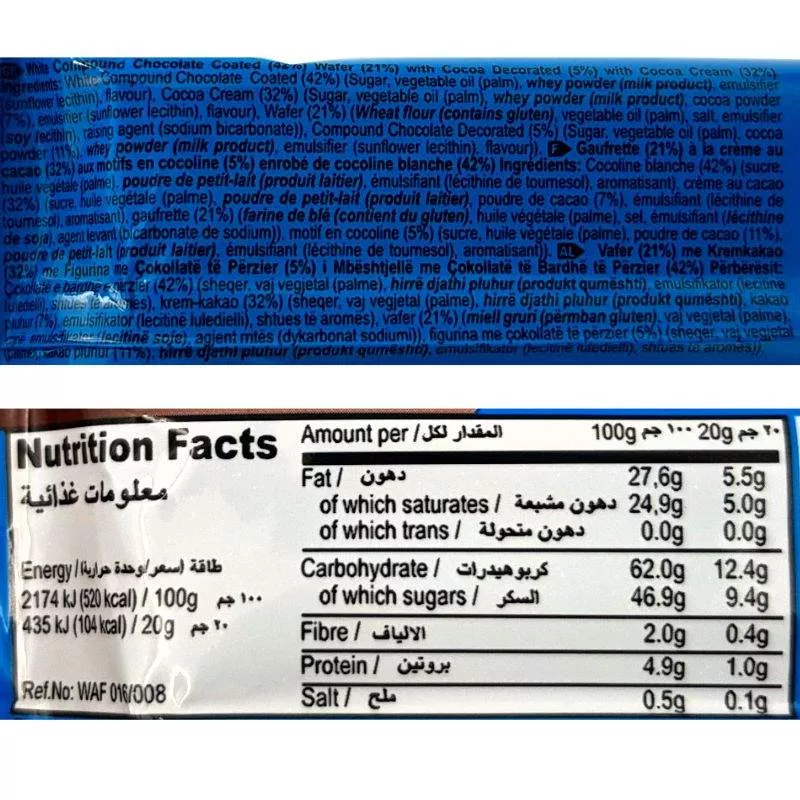 White Compound Chocolate Coated (42%) Wafer (21%) with Cocoa Decorated (5%) with Cocoa Cream (32%)
Ingredients: White Compound Chocolate Coated (42%) (Sugar, vegetable oil (palm), whey powder (milk product), emulsifier
(sunflower lecithin), flavour), Cocoa Cream (32%) (Sugar, vegetable oil (palm), whey powder (milk product), cocoa powder
(7%), emulsifier (sunflower lecithin), flavour), Wafer (21%) (Wheat flour (contains gluten), vegetable oil (palm), salt, emulsifier
(soy lecithin), raising agent (sodium bicarbonate)), Compound Chocolate Decorated (5%) (Sugar, vegetable oil (palm), cocoa
powder (11%), whey powder (milk product), emulsifier (sunflower lecithin), flavour)). F Gaufrette (21%) à la crème au
cacao (32%) aux motifs en cocoline (5%) enrobé de cocoline blanche (42%) Ingrédients: Cocoline blanche (42%) (sucre,
huile végétale (palme), poudre de petit-lait (produit laitier), émulsifiant (lécithine de tournesol), aromatisant), crème au cacao
(32%) (sucre, huile végétale (palme), poudre de petit-lait (produit laitier), poudre de cacao (7%), émulsifiant (lécithine de
tournesol), aromatisant), gaufrette (21%) (farine de blé (contient du gluten), huile végétale (palme), sel, émulsifiant (lécithine
de soja), agent levant (bicarbonate de sodium)), motif en cocoline (5%) (sucre, huile végétale (palme), poudre de cacao (11%),
poudre de petit-lait (produit laitier), émulsifiant (lécithine de tournesol), aromatisant)). AL Vafer (21%) me Kremkakao
(32%) me Figurina me Çokollatë të Përzier (5%) i Mbështjellë me Çokollatë të Bardhë të Përzier (42%) Përbërësit:
Çokollatë e bardhë e përzier (42%) (sheqer, vaj vegjetal (palme), hirrë djathi pluhur (produkt qumështi), emulsifikator (lecitinë
luledielli), shtues të aromës), krem-kakao (32%) (sheqer, vaj vegjetal (palme), hirrë djathi pluhur (produkt qumështi), kakao
pluhur (7%), emulsifikator (lecitinë luledielli), shtues të aromës), vafer (21%) (miell gruri (përmban gluten), vaj vegjetal (palme),
emulsifikator (lecitinë soje), agjent rritës (dykarbonat sodiumi)), figurina me çokollatë të përzier (5%) (sheqer, vaj vegjetal
(palme), kakao pluhur (11%), hirrë djathi pluhur (produkt qumështi), emulsifikator (lecitinë luledielli), shtues të aromës)).
Nutrition Facts
معلومات غذائية
Energy / طاقة (سعر/وحدة حرارية)
2174 kJ (520 kcal) / 100g ١٠٠ جم
435 kJ (104 kcal) / 20g ٢٠ جم
Ref.No: WAF 016/008
Amount per / المقدار لكل 100g ١٠٠ جم 20g ٢٠ جم
Fat / دهون 27,6g 5.5g
of which saturates / دهون مشبعة 24,9g 5.0g
of which trans / دهون متحولة 0.0g 0.0g
Carbohydrate / كربوهيدرات 62.0g 12.4g
of which sugars / السكر 46.9g 9.4g
Fibre / الالياف 2.0g 0.4g
Protein / بروتين 4.9g 1.0g
Salt / ملح 0.5g 0.1g